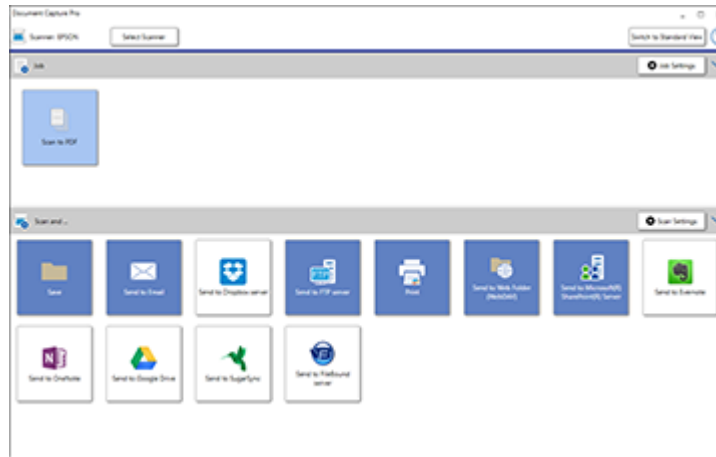 Document Capture Pro
Scanner: EPSON
Select Scanner
Switch to Standard View
Job
Job Settings
Scan to PDF
Scan and...
Scan Settings
Save
Send to Email
Send to Dropbox server
Send to FTP server
Print
Send to Web Folder
(WebDAV)
Send to Microsoft(R)
SharePoint(R) Server
Send to Evernote
Send to OneNote
Send to Google Drive
Send to SugarSync
Send to FileBound
server